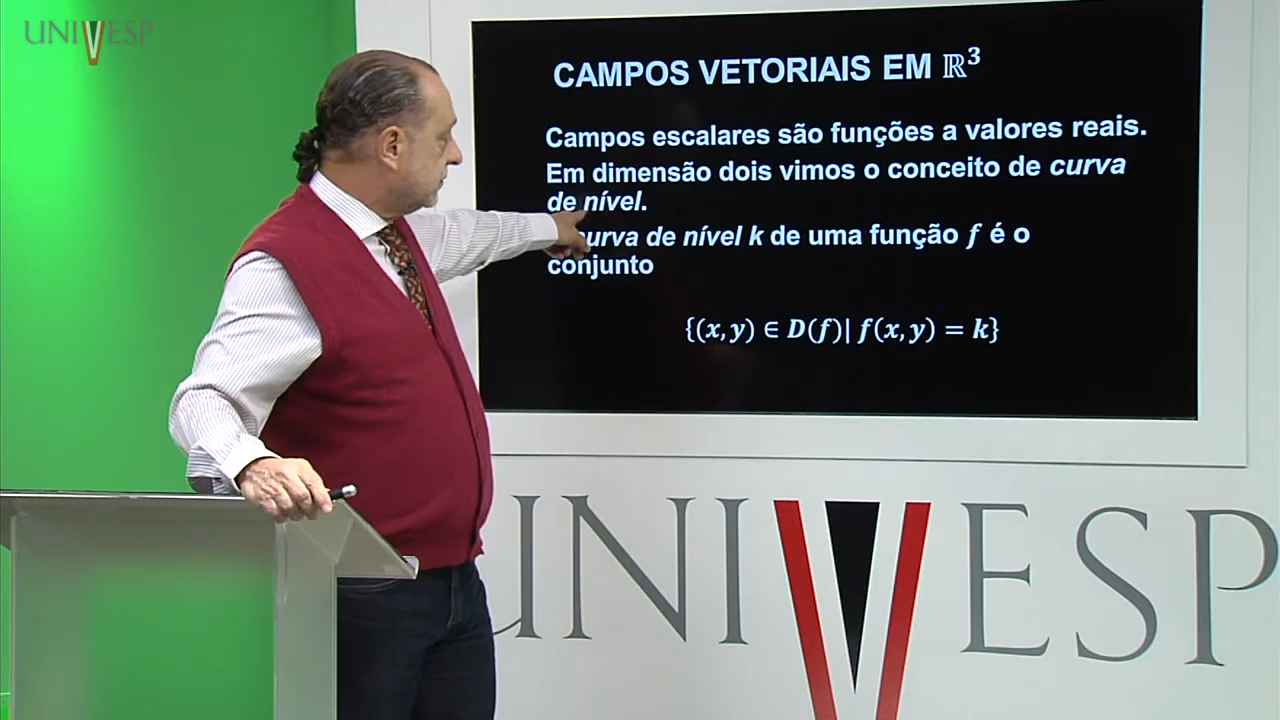 UNIVESP
CAMPOS VETORIAIS EM ℝ³
Campos escalares são funções a valores reais.
Em dimensão dois vimos o conceito de curva
de nível.
curva de nível k de uma função f é o
conjunto
{(x, y) ∈ D(f)| f(x, y) = k}
UNIVESP